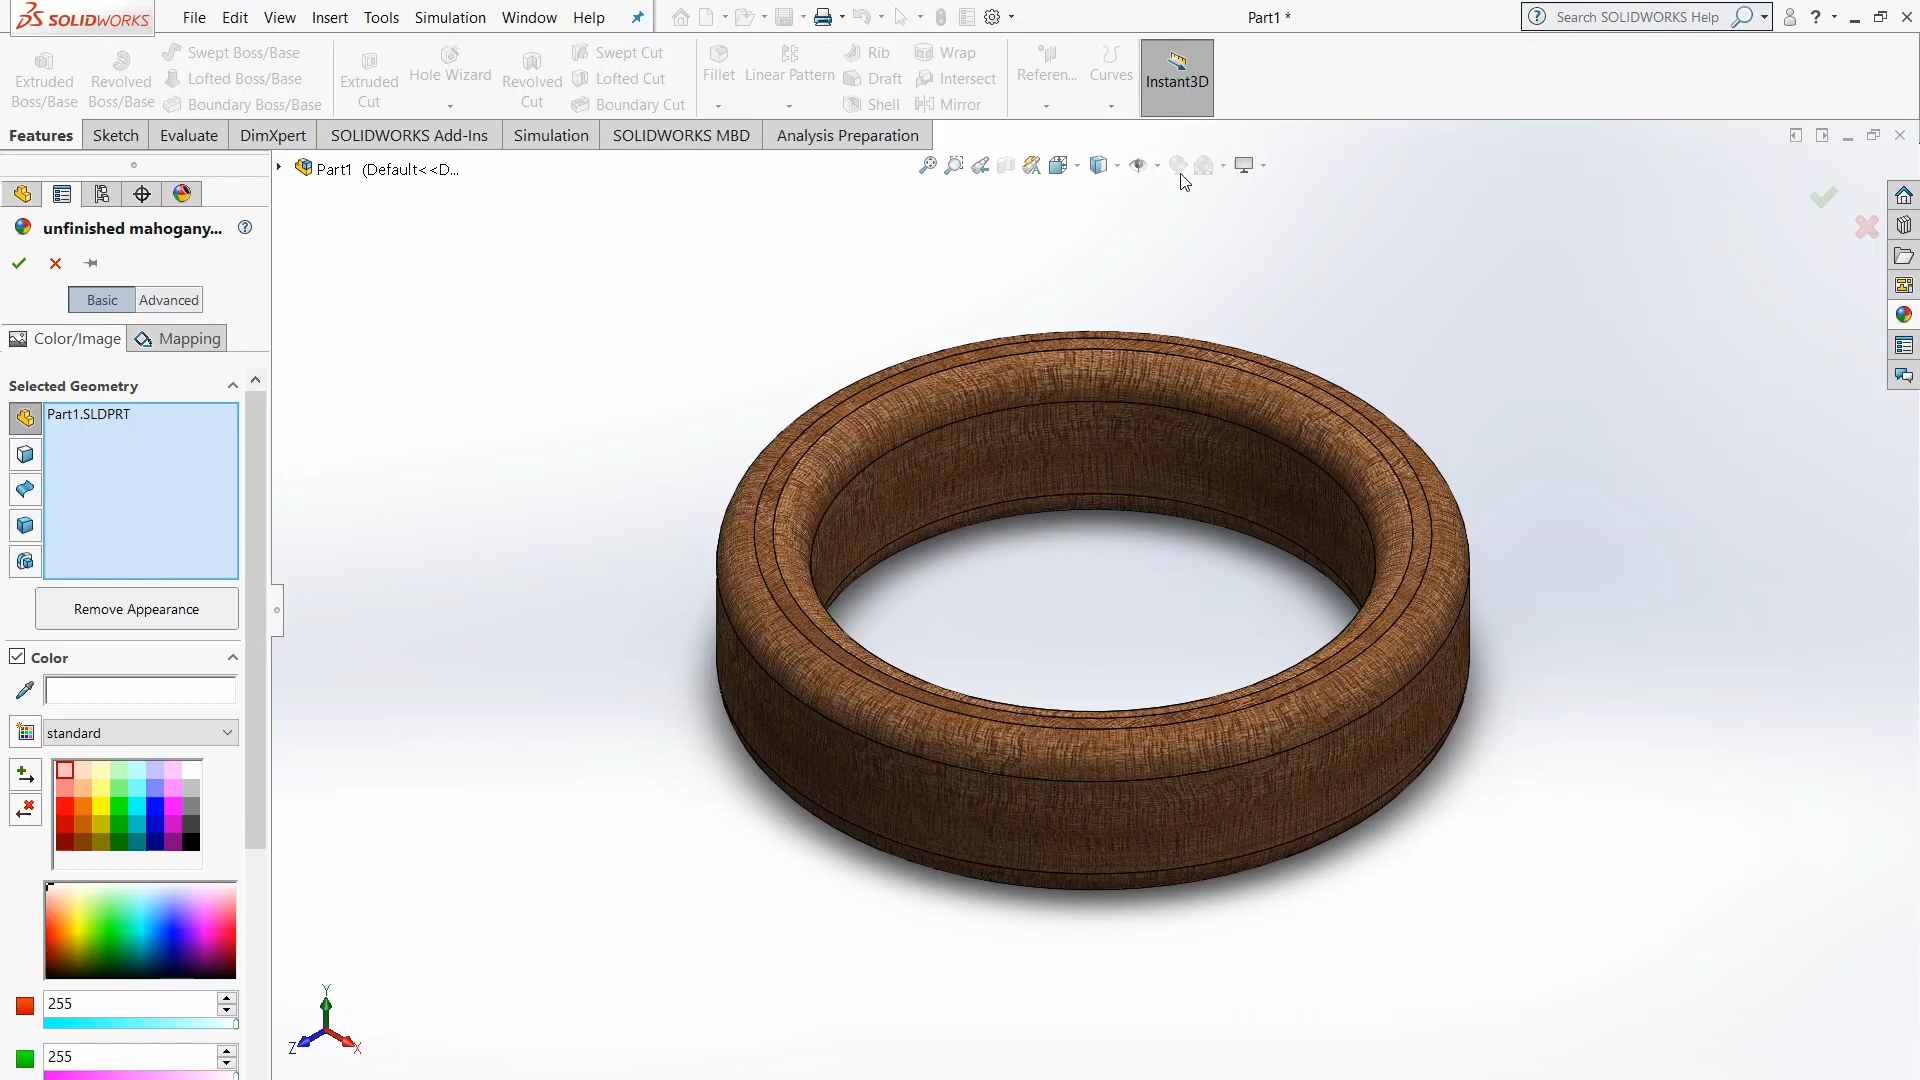 SOLIDWORKS File Edit View Insert Tools Simulation Window Help Part1 * Search SOLIDWORKS Help ?
Extruded Boss/Base
Revolved Boss/Base
Swept Boss/Base
Lofted Boss/Base
Boundary Boss/Base
Extruded Cut
Hole Wizard
Revolved Cut
Swept Cut
Lofted Cut
Boundary Cut
Fillet
Linear Pattern
Rib
Draft
Shell
Wrap
Intersect
Mirror
Referen...
Curves
Instant3D
Features Sketch Evaluate DimXpert SOLIDWORKS Add-Ins Simulation SOLIDWORKS MBD Analysis Preparation
Part1 (Default<<D...
unfinished mahogany...
Basic Advanced
Color/Image Mapping
Selected Geometry
Part1.SLDPRT
Remove Appearance
Color
standard
255
255
Y
Z
X